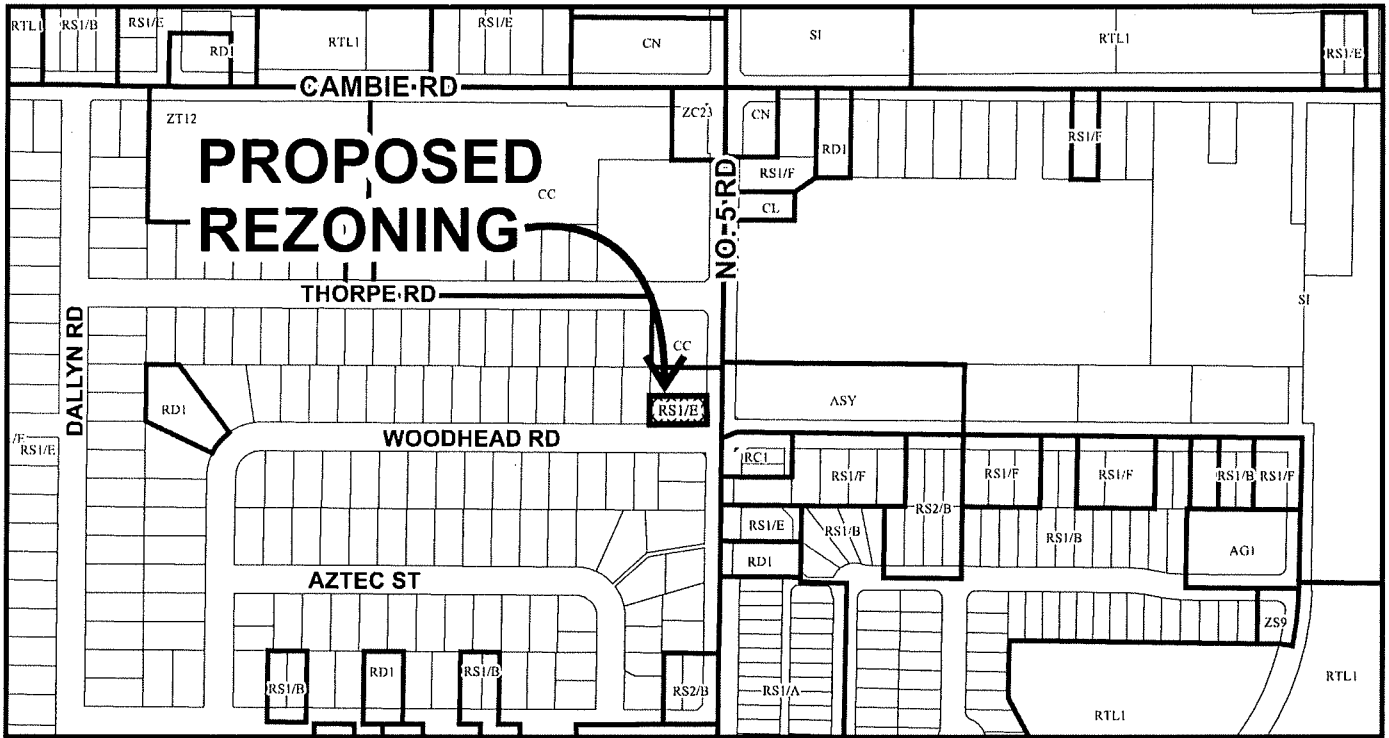 RTL1
RS1/B
RS1/E
RD1
RTL1
RS1/E
CN
SI
RTL1
RS1/E
CAMBIE RD
ZT12
ZC23
CN
RD1
RS1/F
RS1/F
CL
PROPOSED
REZONING
CC
NO. 5 RD
THORPE RD
SI
DALLYN RD
CC
RD1
RS1/E
ASY
/E
RS1/E
WOODHEAD RD
RC1
RS1/F
RS1/F
RS1/F
RS1/B
RS1/F
RS2/B
RS1/E
RS1/B
RS1/B
AG1
RD1
AZTEC ST
ZS9
RS1/B
RD1
RS1/B
RS2/B
RS1/A
RTL1
RTL1